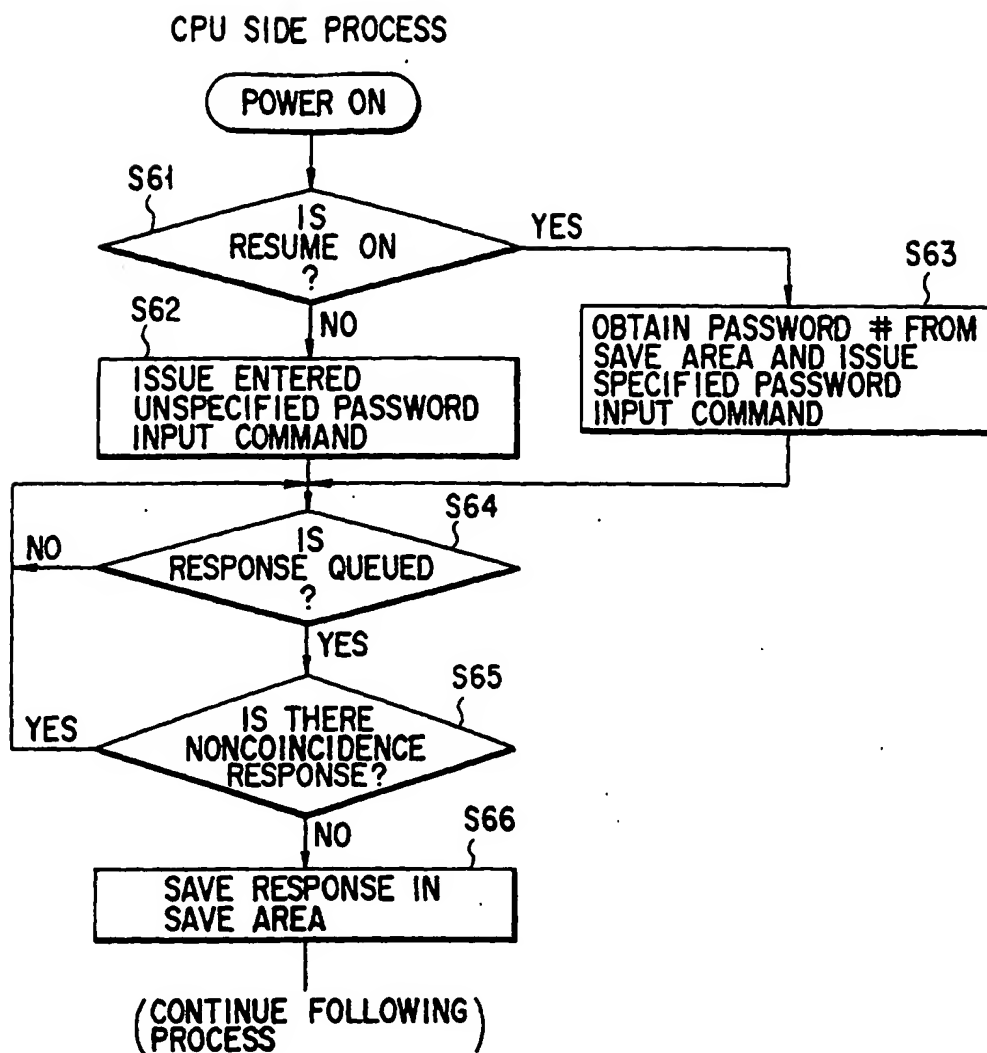 CPU SIDE PROCESS
POWER ON
S61
IS
RESUME ON
?
YES
S63
S62
NO
OBTAIN PASSWORD # FROM
SAVE AREA AND ISSUE
SPECIFIED PASSWORD
INPUT COMMAND
ISSUE ENTERED
UNSPECIFIED PASSWORD
INPUT COMMAND
S64
IS
RESPONSE QUEUED
?
NO
YES
S65
IS THERE
NONCOINCIDENCE
RESPONSE?
YES
NO
S66
SAVE RESPONSE IN
SAVE AREA
(CONTINUE FOLLOWING
PROCESS)